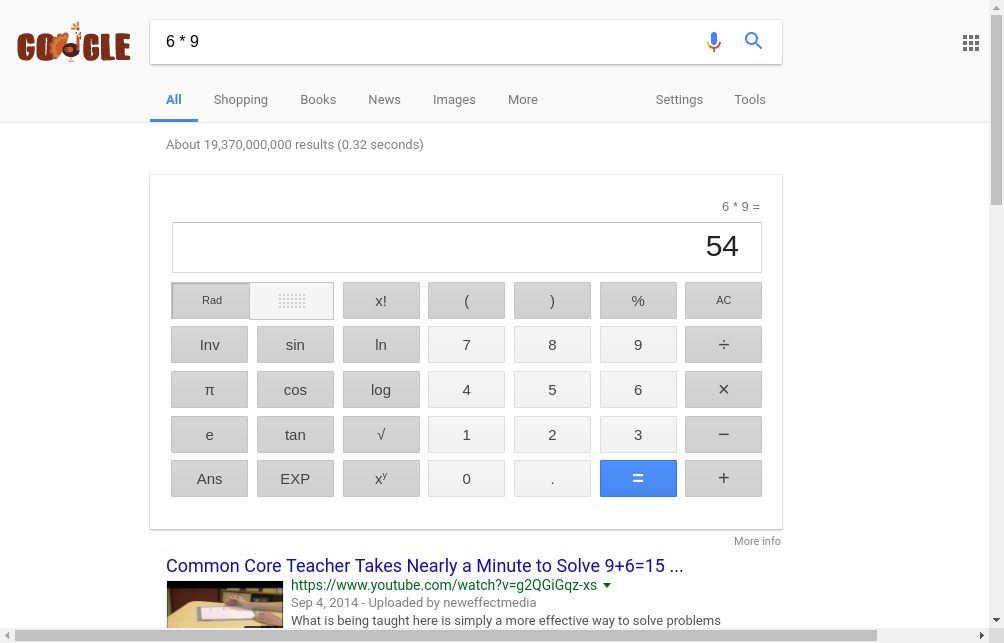 GOOGLE
6 * 9
All Shopping Books News Images More Settings Tools
About 19,370,000,000 results (0.32 seconds)
6 * 9 =
54
Rad x! ( ) % AC
Inv sin ln 7 8 9 ÷
π cos log 4 5 6 ×
e tan √ 1 2 3 −
Ans EXP xʸ 0 . = +
More info
Common Core Teacher Takes Nearly a Minute to Solve 9+6=15 ...
https://www.youtube.com/watch?v=g2QGiGqz-xs
Sep 4, 2014 - Uploaded by neweffectmedia
What is being taught here is simply a more effective way to solve problems